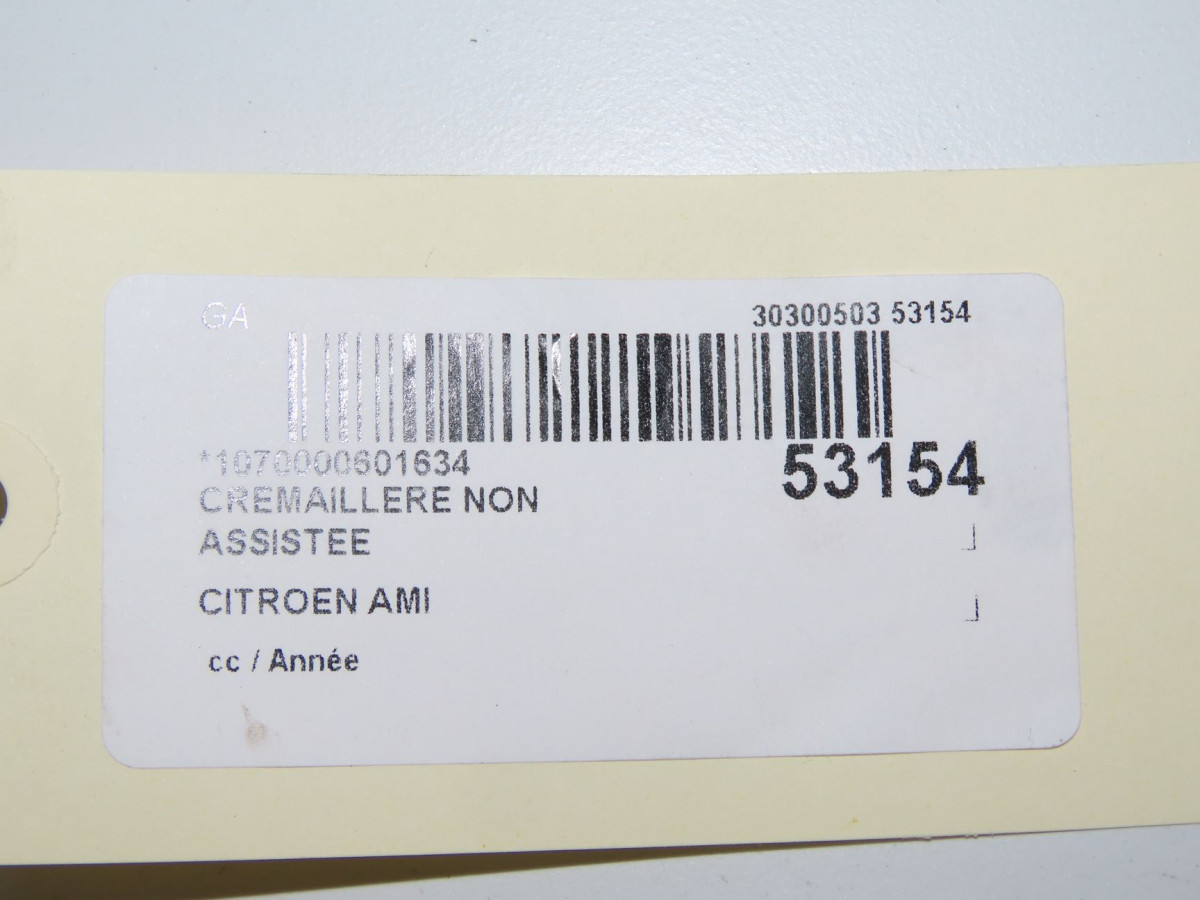 GA
30300503 53154
*1070000601634
53154
CREMAILLERE NON
ASSISTEE
CITROEN AMI
cc / Année